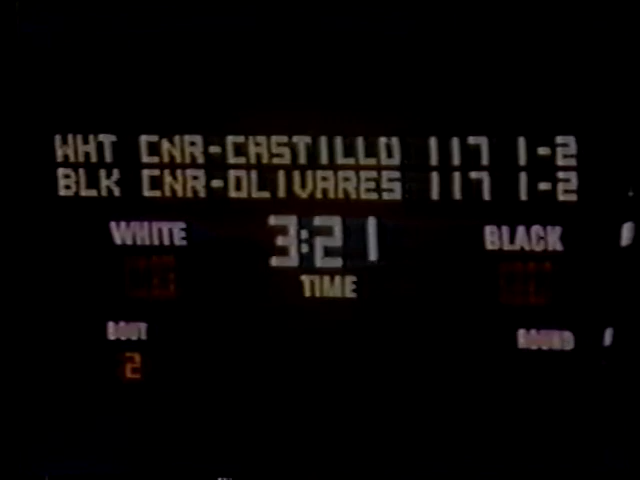 WHT CNR-CASTILLO 117 1-2
BLK CNR-OLIVARES 117 1-2
WHITE 3:21 BLACK
TIME
BOUT ROUND
2